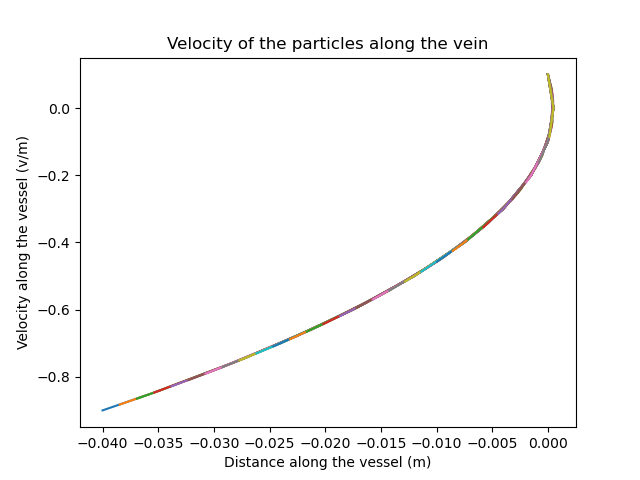 Velocity of the particles along the vein
Velocity along the vessel (v/m)
0.0
−0.2
−0.4
−0.6
−0.8
−0.040 −0.035 −0.030 −0.025 −0.020 −0.015 −0.010 −0.005 0.000
Distance along the vessel (m)